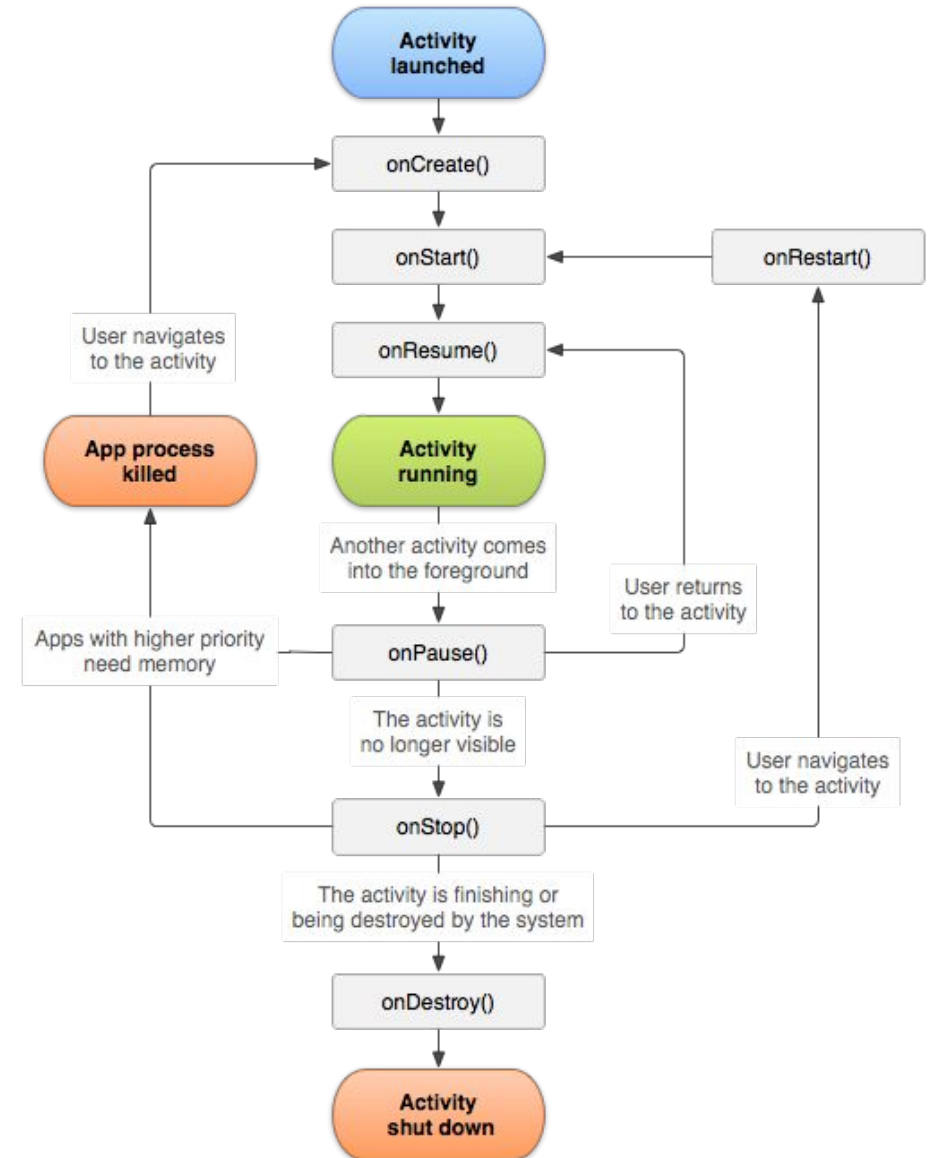 Activity
launched
onCreate()
onStart()
onRestart()
onResume()
User navigates
to the activity
App process
killed
Activity
running
Another activity comes
into the foreground
User returns
to the activity
Apps with higher priority
need memory
onPause()
The activity is
no longer visible
User navigates
to the activity
onStop()
The activity is finishing or
being destroyed by the system
onDestroy()
Activity
shut down